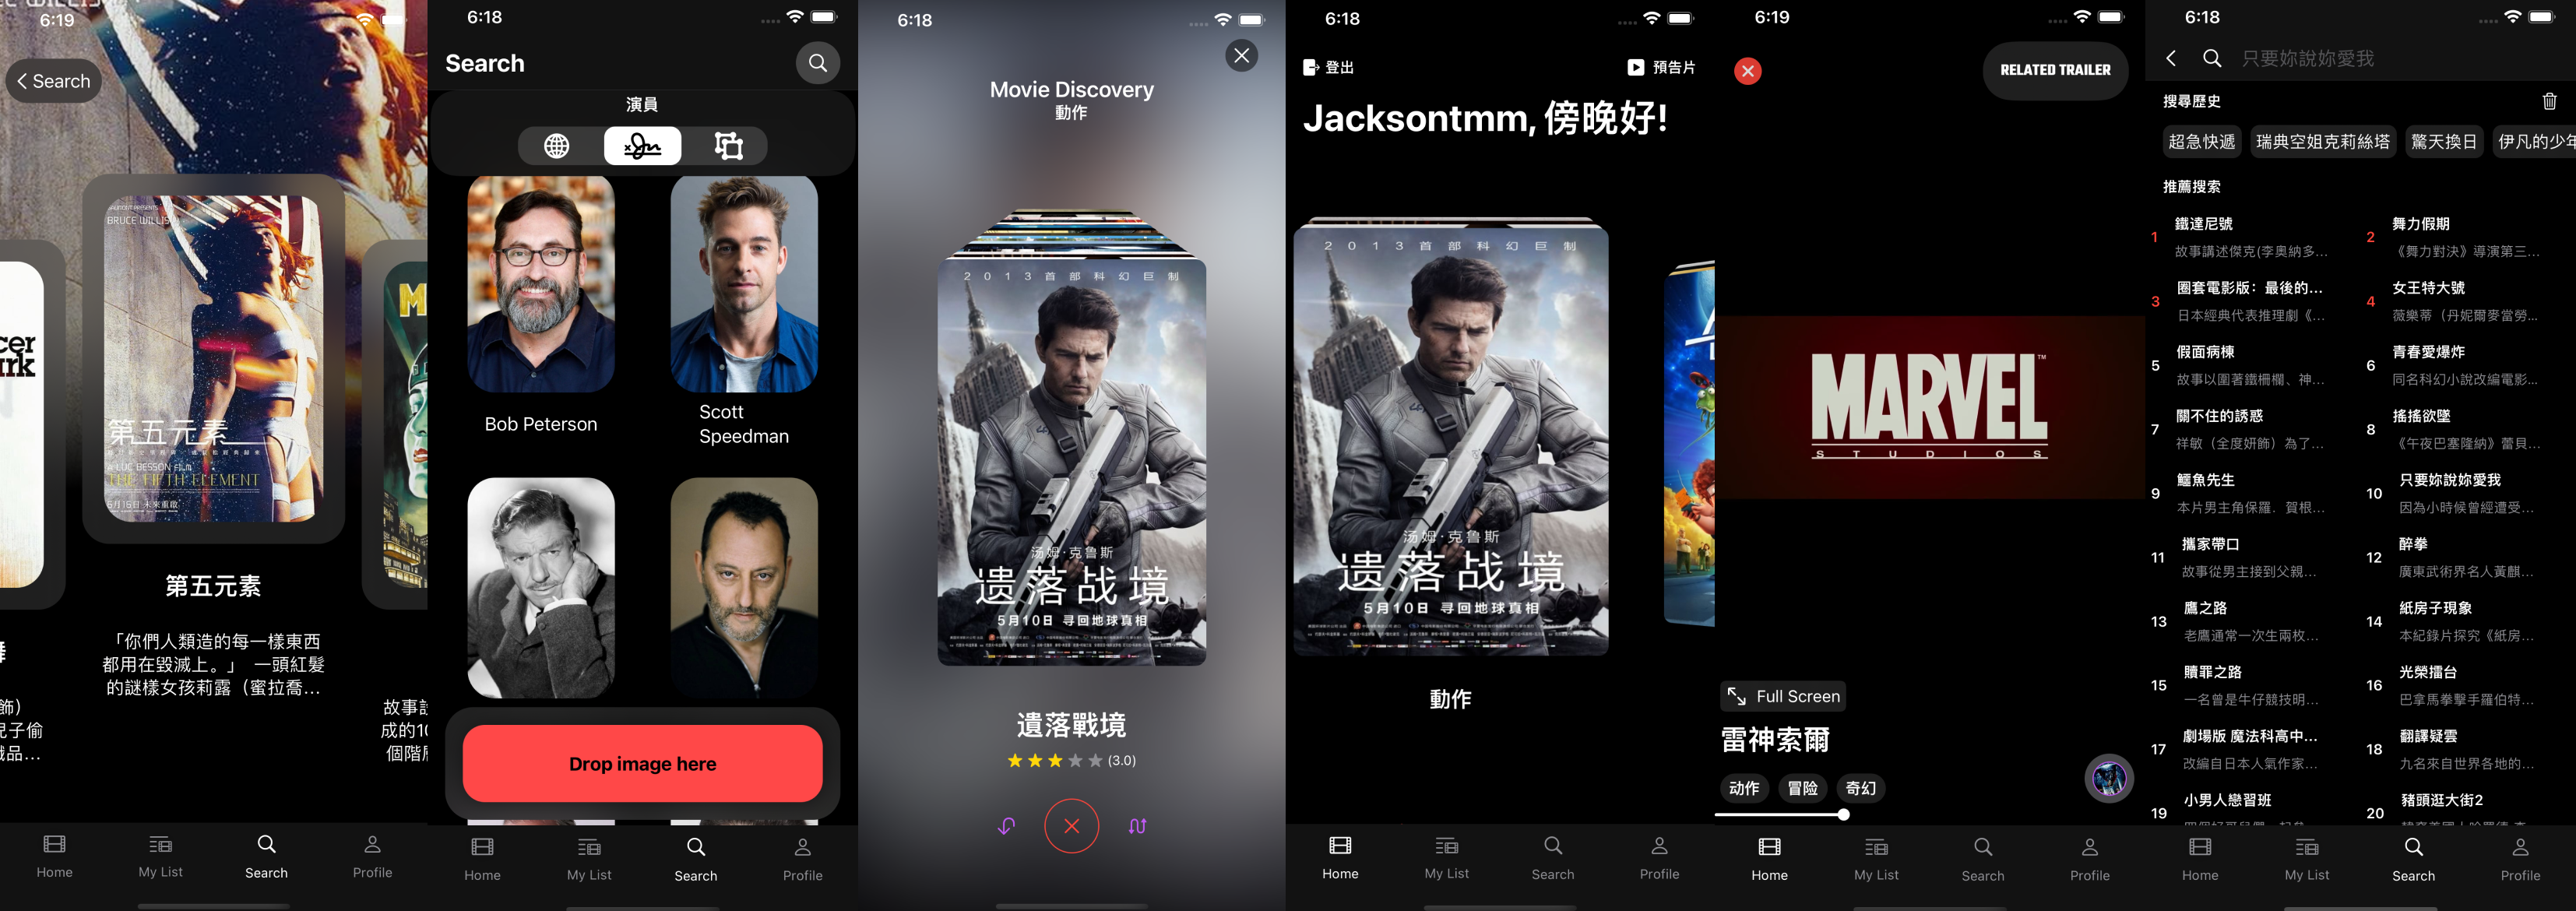 6:19
Search
BRUCE WILLIS
第五元素
A LUC BESSON FILM
THE FIFTH ELEMENT
5月15日 未來重啟
第五元素
「你們人類造的每一樣東西
都用在毀滅上。」 一頭紅髮
的謎樣女孩莉露（蜜拉喬...
飾）
兒子偷
成的10
個階層
Home
My List
Search
Profile
6:18
Search
演員
Bob Peterson
Scott
Speedman
Drop image here
Home
My List
Search
Profile
6:18
Movie Discovery
動作
2013首部科幻巨制
汤姆·克鲁斯
遗落战境
5月10日 寻回地球真相
遺落戰境
(3.0)
6:18
登出
預告片
Jacksontmm, 傍晚好!
2013首部科幻巨制
汤姆·克鲁斯
遗落战境
5月10日 寻回地球真相
動作
Home
My List
Search
Profile
6:19
RELATED TRAILER
MARVEL
STUDIOS
Full Screen
雷神索爾
动作
冒险
奇幻
Home
My List
Search
Profile
6:18
只要妳說妳愛我
搜尋歷史
超急快遞
瑞典空姐克莉絲塔
驚天換日
伊凡的少年
推薦搜索
1 鐵達尼號
故事講述傑克(李奧納多...
2 舞力假期
《舞力對決》導演第三...
3 圈套電影版：最後的...
日本經典代表推理劇《...
4 女王特大號
薇樂蒂（丹妮爾麥當勞...
5 假面病棟
故事以圍著鐵柵欄、神...
6 青春愛爆炸
同名科幻小說改編電影...
7 關不住的誘惑
祥敏（全度妍飾）為了...
8 搖搖欲墜
《午夜巴塞隆納》蕾貝...
9 鱷魚先生
本片男主角保羅．賀根...
10 只要妳說妳愛我
因為小時候曾經遭受...
11 攜家帶口
故事從男主接到父親...
12 醉拳
廣東武術界名人黃麒...
13 鷹之路
老鷹通常一次生兩枚...
14 紙房子現象
本紀錄片探究《紙房...
15 贖罪之路
一名曾是牛仔競技明...
16 光榮擂台
巴拿馬拳擊手羅伯特...
17 劇場版 魔法科高中...
改編自日本人氣作家...
18 翻譯疑雲
九名來自世界各地的...
19 小男人戀習班
20 豬頭逛大街2
Home
My List
Search
Profile